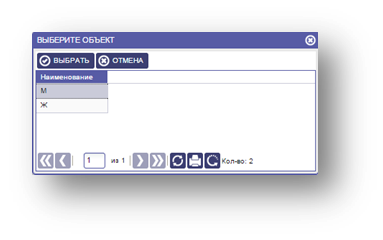 ВЫБЕРИТЕ ОБЪЕКТ
ВЫБРАТЬ ОТМЕНА
Наименование
М
Ж
1 из 1 Кол-во: 2